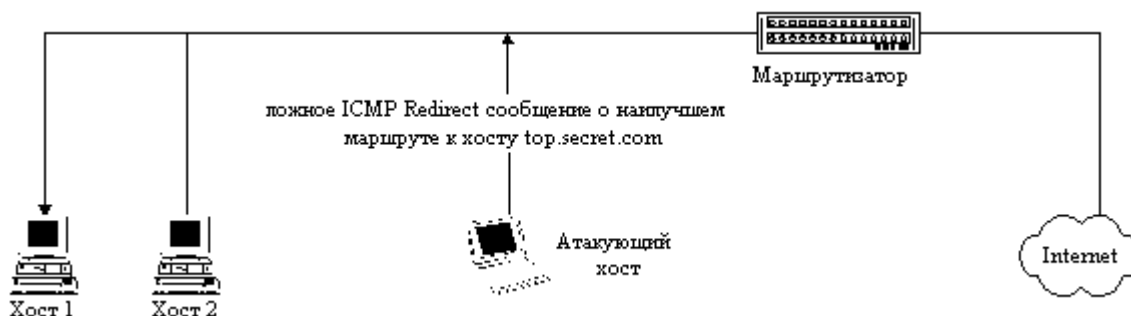 Маршрутизатор
ложное ICMP Redirect сообщение о наилучшем
маршруте к хосту top.secret.com
Атакующий
хост
Internet
Хост 1
Хост 2